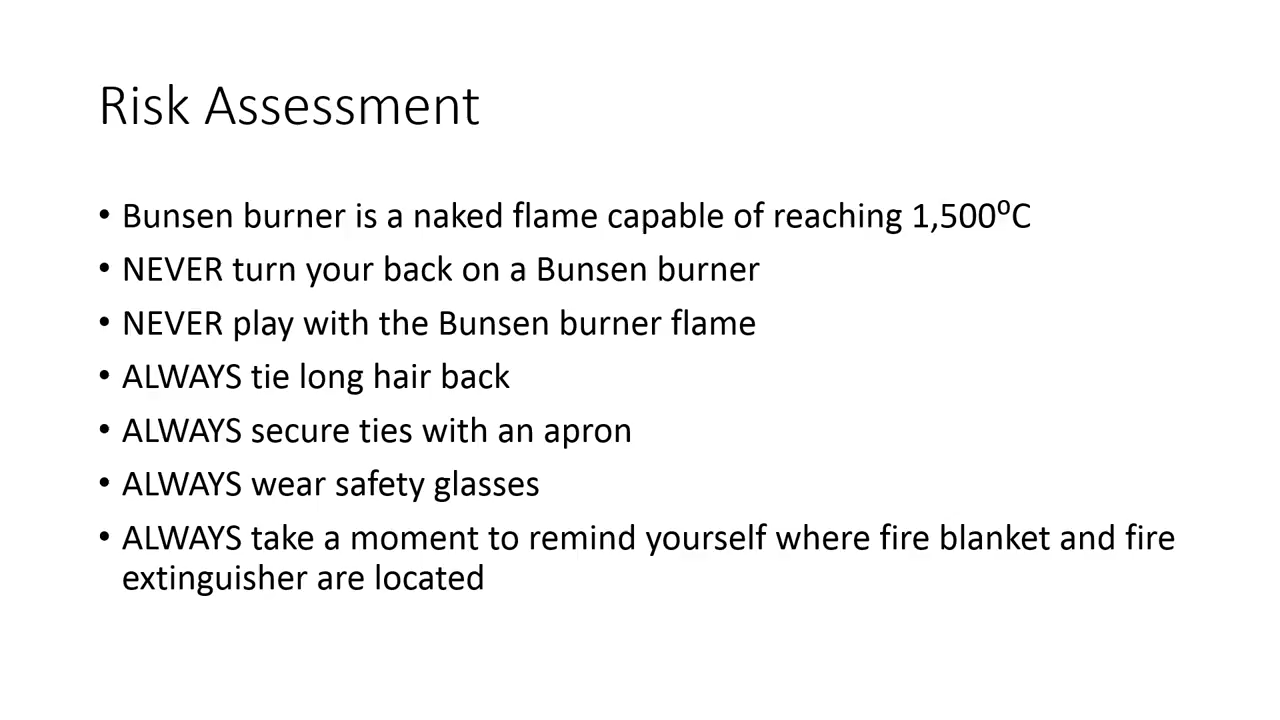 Risk Assessment
• Bunsen burner is a naked flame capable of reaching 1,500⁰C
• NEVER turn your back on a Bunsen burner
• NEVER play with the Bunsen burner flame
• ALWAYS tie long hair back
• ALWAYS secure ties with an apron
• ALWAYS wear safety glasses
• ALWAYS take a moment to remind yourself where fire blanket and fire
extinguisher are located